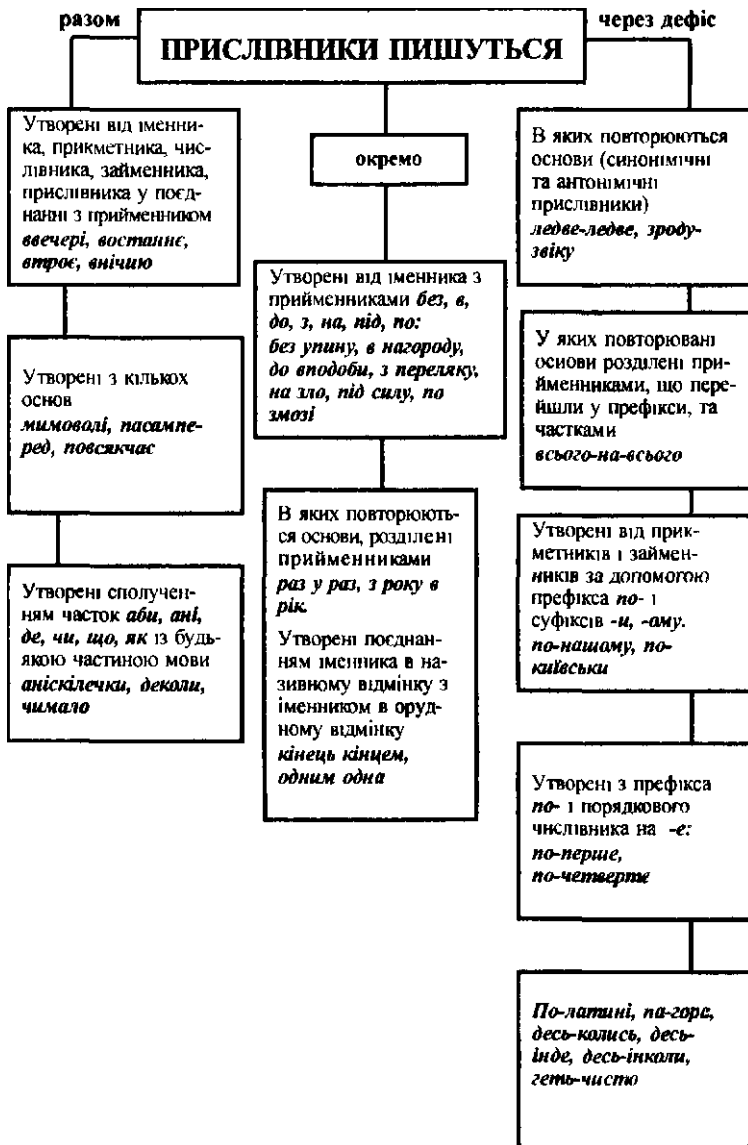 разом
ПРИСЛІВНИКИ ПИШУТЬСЯ
через дефіс
Утворені від іменни-
ка, прикметника, чис-
лівника, займенника,
прислівника у поєд-
нанні з прийменником
ввечері, востаннє,
втроє, внічию
Утворені з кількох
основ
мимоволі, насампе-
ред, повсякчас
Утворені сполучен-
ням часток аби, ані,
де, чи, що, як із будь-
якою частиною мови
аніскілечки, деколи,
чимало
окремо
Утворені від іменника з
прийменниками без, в,
до, з, на, під, по:
без упину, в нагороду,
до вподоби, з переляку,
на зло, під силу, по
змозі
В яких повторюють-
ся основи, розділені
прийменниками
раз у раз, з року в
рік.
Утворені поєднан-
ням іменника в на-
зивному відмінку з
іменником в оруд-
ному відмінку
кінець кінцем,
одним одна
В яких повторюються
основи (синонімічні
та антонімічні
прислівники)
ледве-ледве, зроду-
звіку
У яких повторювані
основи розділені при-
йменниками, що пере-
йшли у префікси, та
частками
всього-на-всього
Утворені від прик-
метників і займен-
ників за допомогою
префікса по- і
суфіксів -и, -ому.
по-нашому, по-
київськи
Утворені з префікса
по- і порядкового
числівника на -е:
по-перше,
по-четверте
По-латині, на-гора,
десь-колись, десь-
інде, десь-інколи,
геть-чисто